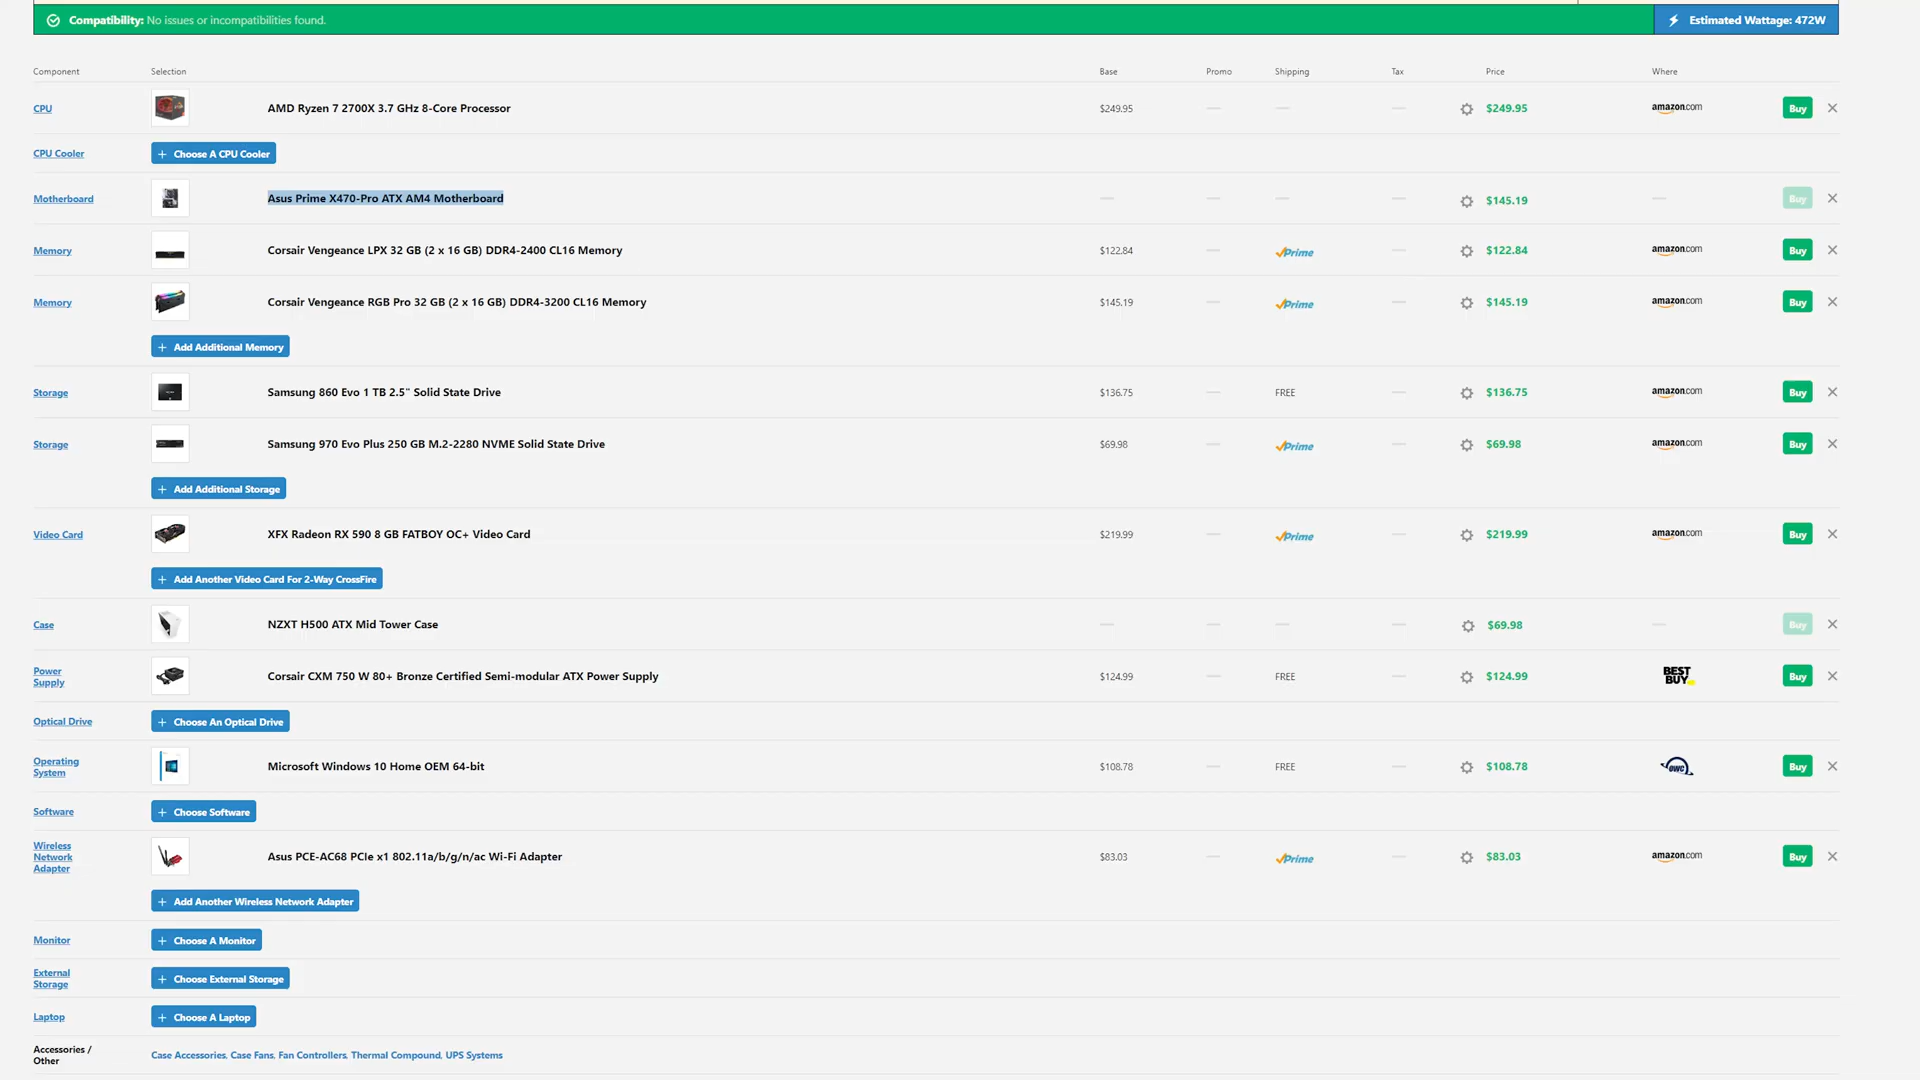 Compatibility: No issues or incompatibilities found. Estimated Wattage: 472W
Component Selection Base Promo Shipping Tax Price Where
CPU AMD Ryzen 7 2700X 3.7 GHz 8-Core Processor $249.95 — — — $249.95 amazon.com Buy
CPU Cooler + Choose A CPU Cooler
Motherboard Asus Prime X470-Pro ATX AM4 Motherboard — — — — $145.19 — Buy
Memory Corsair Vengeance LPX 32 GB (2 x 16 GB) DDR4-2400 CL16 Memory $122.84 — Prime — $122.84 amazon.com Buy
Memory Corsair Vengeance RGB Pro 32 GB (2 x 16 GB) DDR4-3200 CL16 Memory $145.19 — Prime — $145.19 amazon.com Buy
+ Add Additional Memory
Storage Samsung 860 Evo 1 TB 2.5" Solid State Drive $136.75 — FREE — $136.75 amazon.com Buy
Storage Samsung 970 Evo Plus 250 GB M.2-2280 NVME Solid State Drive $69.98 — Prime — $69.98 amazon.com Buy
+ Add Additional Storage
Video Card XFX Radeon RX 590 8 GB FATBOY OC+ Video Card $219.99 — Prime — $219.99 amazon.com Buy
+ Add Another Video Card For 2-Way CrossFire
Case NZXT H500 ATX Mid Tower Case — — — — $69.98 — Buy
Power
Supply Corsair CXM 750 W 80+ Bronze Certified Semi-modular ATX Power Supply $124.99 — FREE — $124.99 BEST BUY Buy
Optical Drive + Choose An Optical Drive
Operating
System Microsoft Windows 10 Home OEM 64-bit $108.78 — FREE — $108.78 OWC Buy
Software + Choose Software
Wireless
Network
Adapter Asus PCE-AC68 PCIe x1 802.11a/b/g/n/ac Wi-Fi Adapter $83.03 — Prime — $83.03 amazon.com Buy
+ Add Another Wireless Network Adapter
Monitor + Choose A Monitor
External
Storage + Choose External Storage
Laptop + Choose A Laptop
Accessories /
Other Case Accessories, Case Fans, Fan Controllers, Thermal Compound, UPS Systems